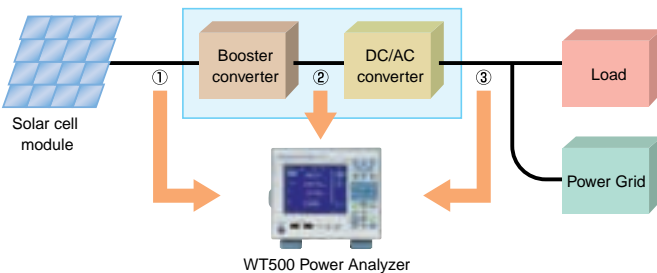 Booster
converter
DC/AC
converter
①
②
③
Load
Solar cell
module
Power Grid
WT500 Power Analyzer